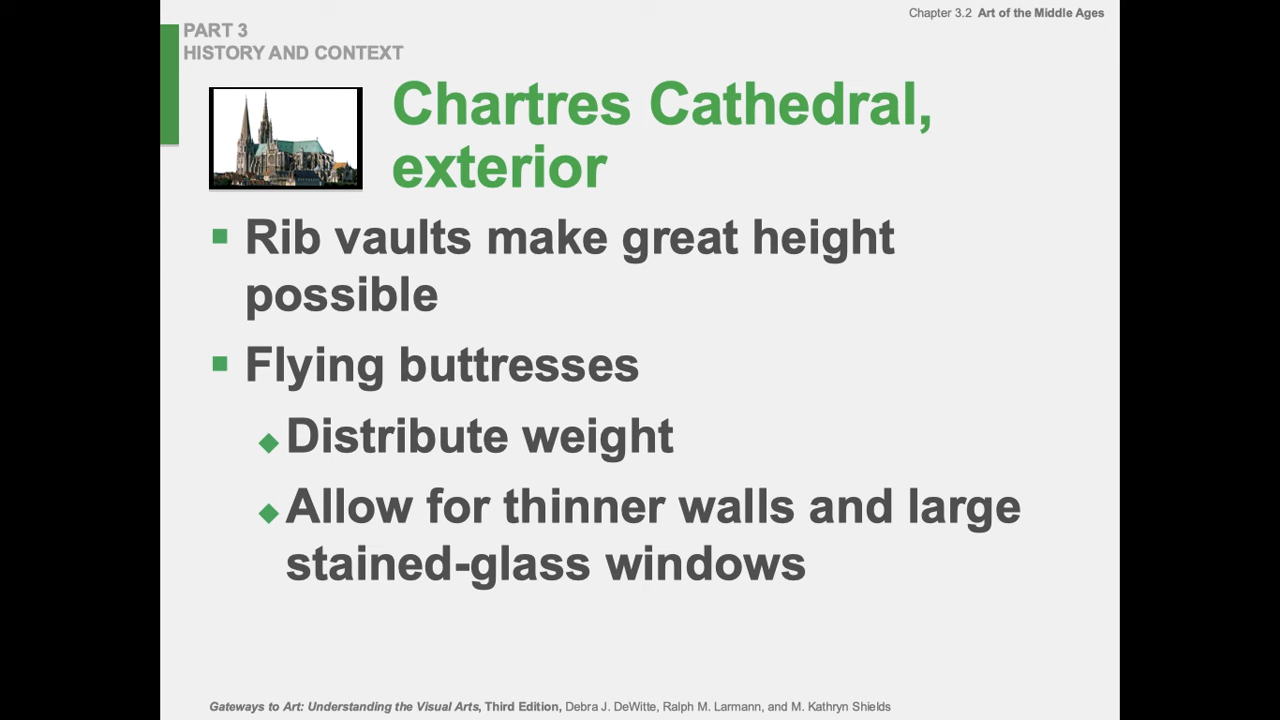 Chapter 3.2 Art of the Middle Ages
PART 3
HISTORY AND CONTEXT
Chartres Cathedral,
exterior
Rib vaults make great height
possible
Flying buttresses
Distribute weight
Allow for thinner walls and large
stained-glass windows
Gateways to Art: Understanding the Visual Arts, Third Edition, Debra J. DeWitte, Ralph M. Larmann, and M. Kathryn Shields